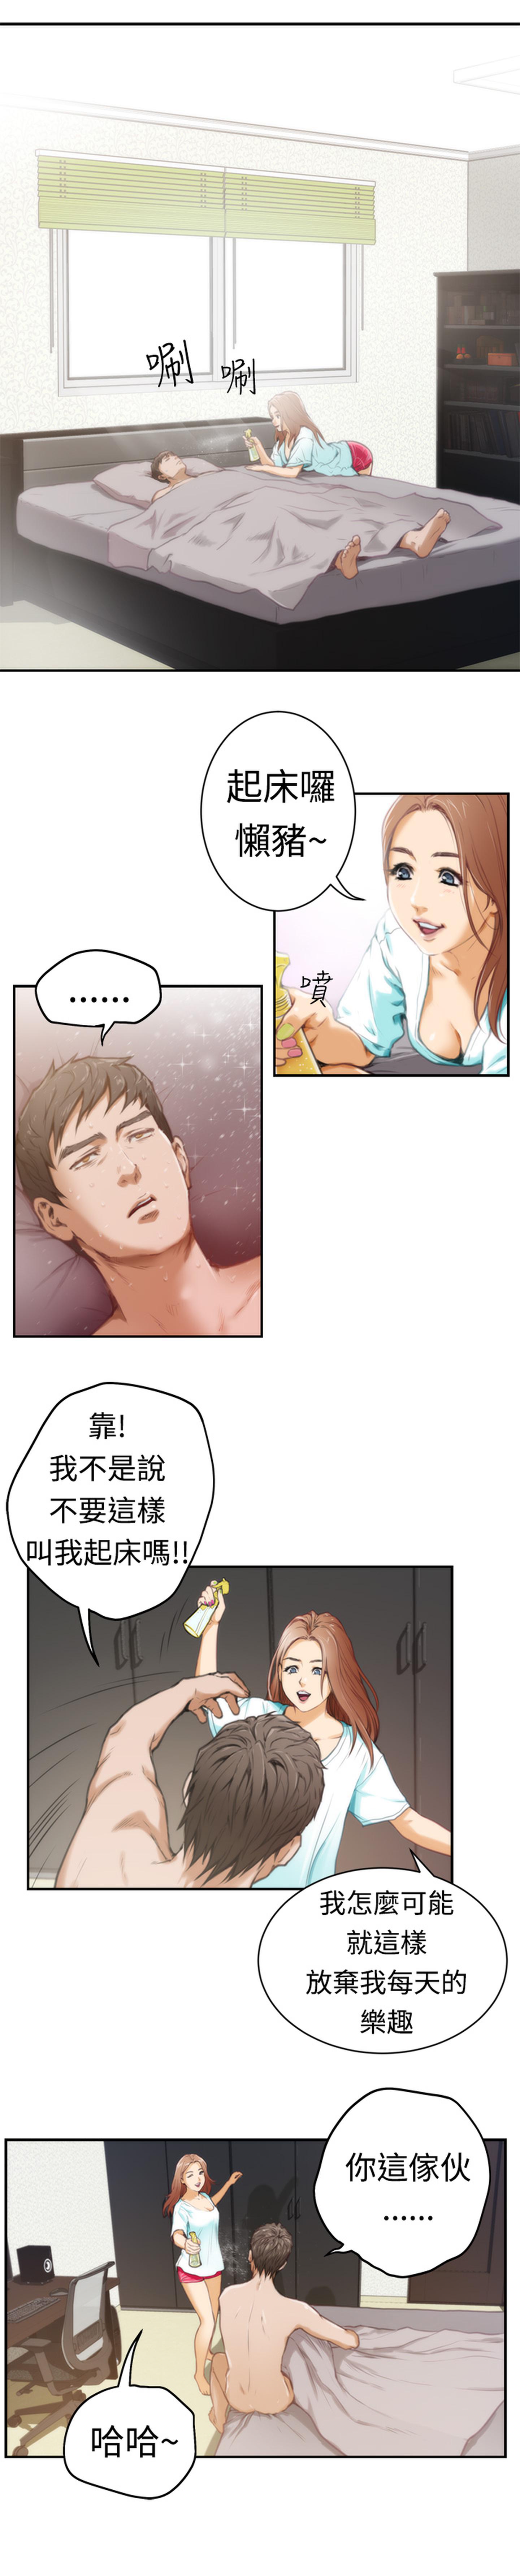 唰
唰
起床囉
懶豬~
噴
......
靠!
我不是說
不要這樣
叫我起床嗎!!
我怎麼可能
就這樣
放棄我每天的
樂趣
你這傢伙
......
哈哈~